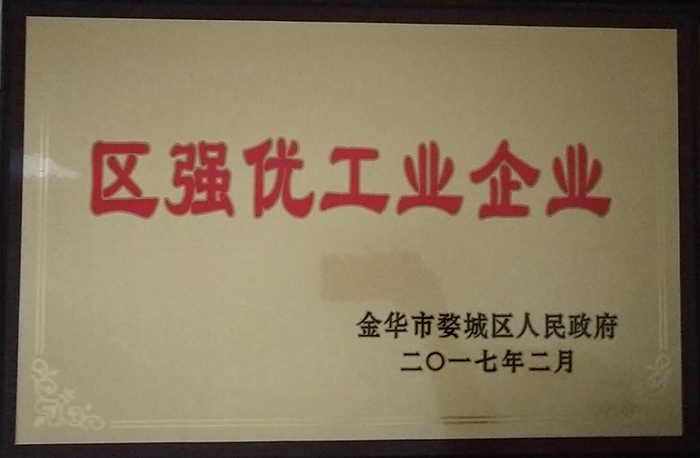 区强优工业企业
金华市婺城区人民政府
二〇一七年二月